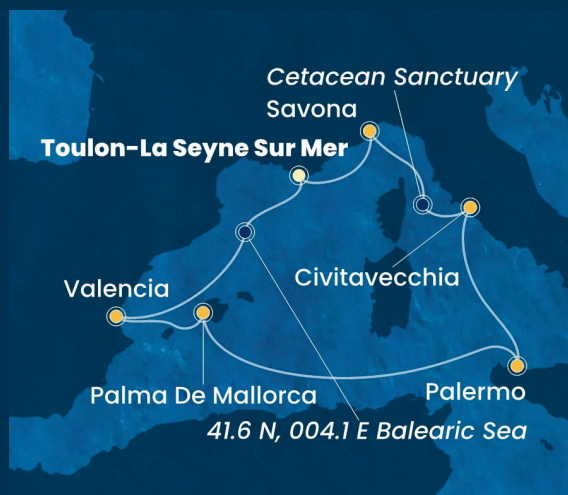 Cetacean Sanctuary
Savona
Toulon-La Seyne Sur Mer
Civitavecchia
Valencia
Palma De Mallorca
Palermo
41.6 N, 004.1 E Balearic Sea